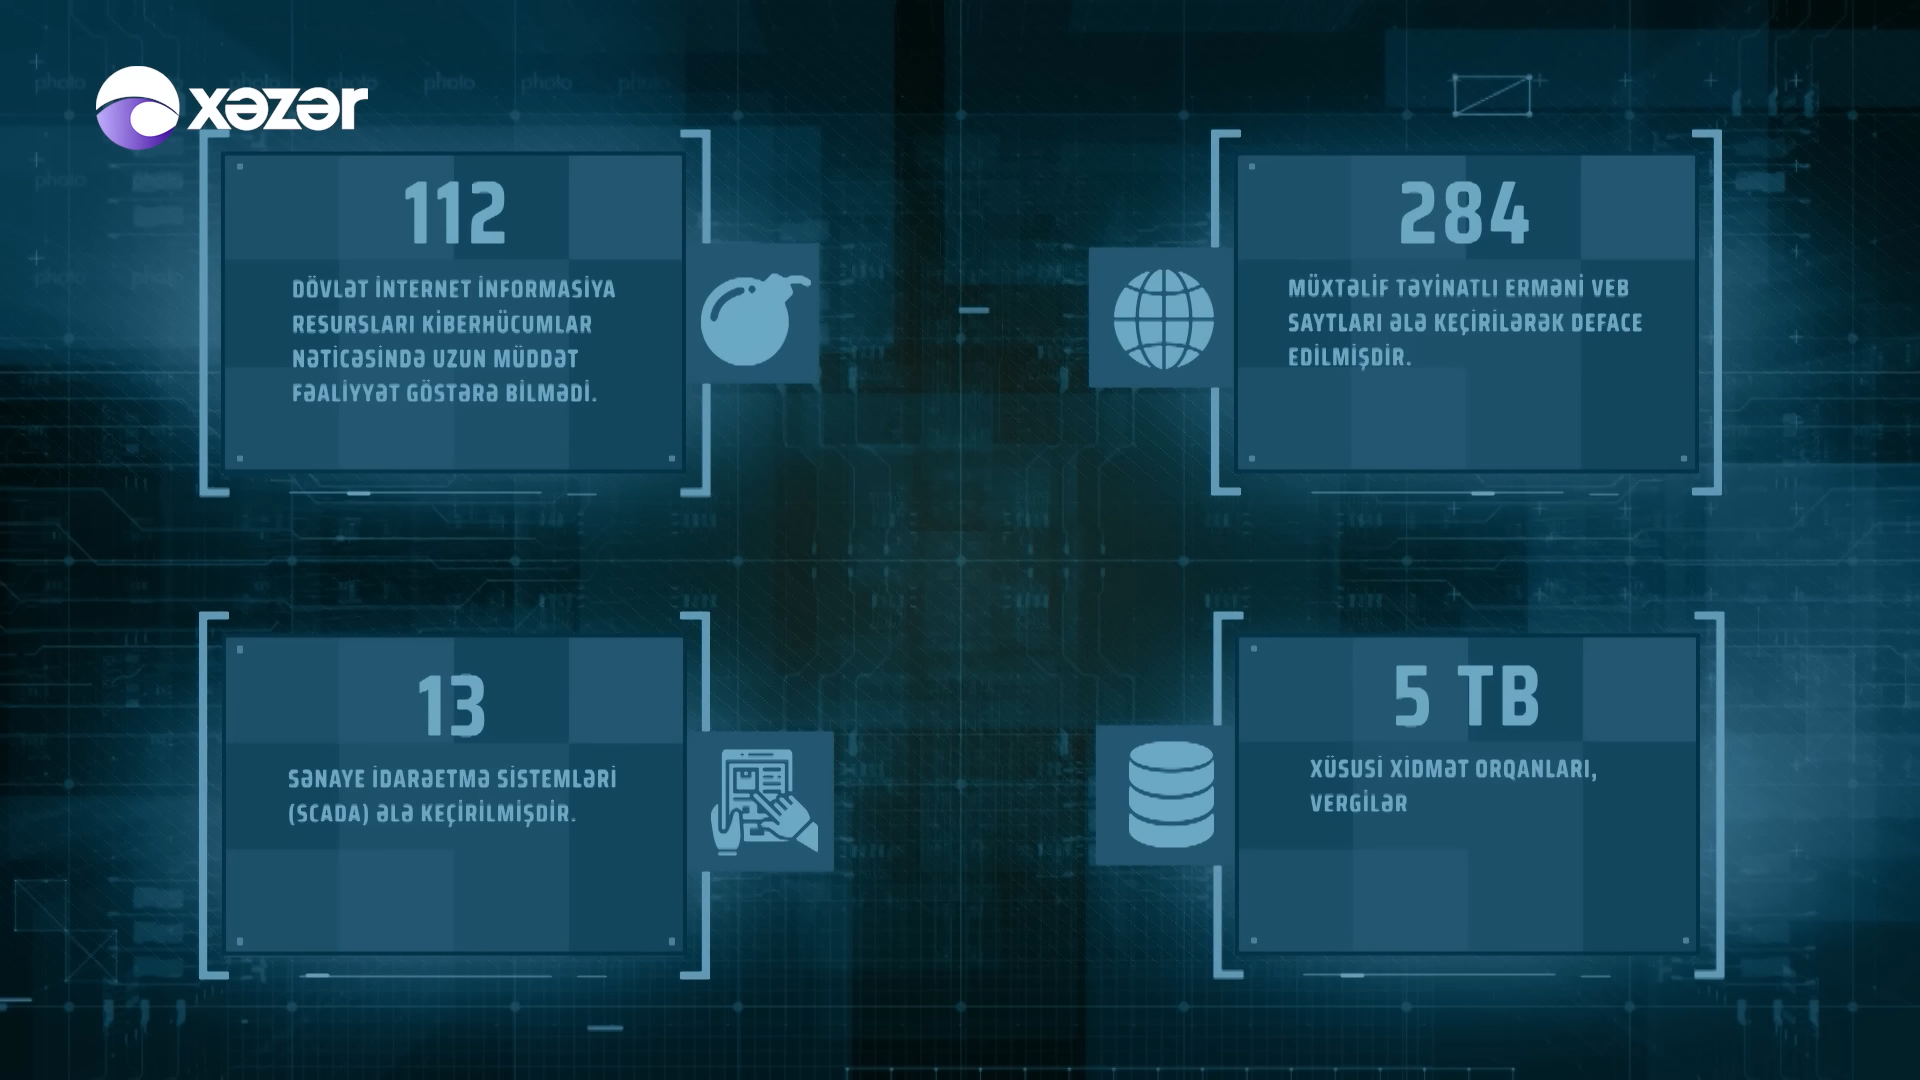 xəzər
112
DÖVLƏT İNTERNET İNFORMASİYA
RESURSLARI KİBERHÜCUMLAR
NƏTİCƏSİNDƏ UZUN MÜDDƏT
FƏALİYYƏT GÖSTƏRƏ BİLMƏDİ.
284
MÜXTƏLİF TƏYİNATLI ERMƏNİ VEB
SAYTLARI ƏLƏ KEÇİRİLƏRƏK DEFACE
EDİLMİŞDİR.
13
SƏNAYE İDARƏETMƏ SİSTEMLƏRİ
(SCADA) ƏLƏ KEÇİRİLMİŞDİR.
5 TB
XÜSUSİ XİDMƏT ORQANLARI,
VERGİLƏR